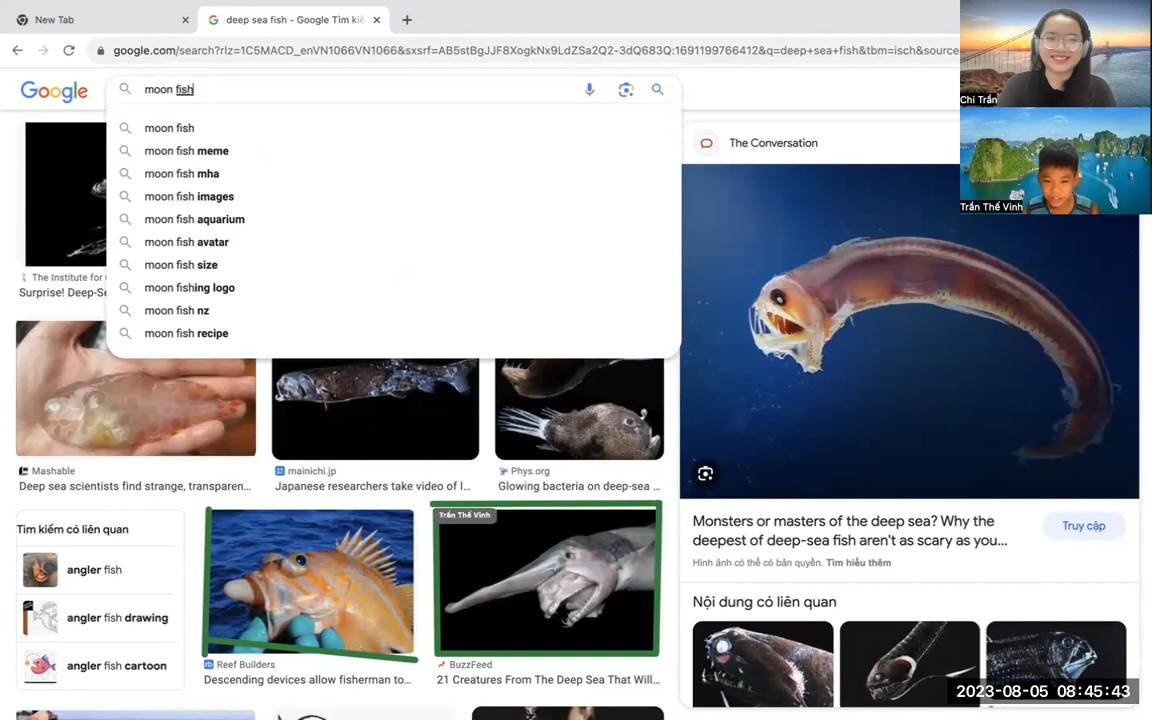 New Tab
deep sea fish - Google Tìm kiế
google.com/search?rlz=1C5MACD_enVN1066VN1066&sxsrf=AB5stBgJJF8XogkNx9LdZSa2Q2-3dQ683Q:1691199766412&q=deep+sea+fish&tbm=isch&source=
Chi Trần
Google
moon fish
moon fish
moon fish meme
moon fish mha
moon fish images
moon fish aquarium
moon fish avatar
moon fish size
moon fishing logo
moon fish nz
moon fish recipe
The Conversation
Trần Thế Vinh
The Institute for
Surprise! Deep-Se
Mashable
Deep sea scientists find strange, transparen...
mainichi.jp
Japanese researchers take video of l...
Phys.org
Glowing bacteria on deep-sea ...
Monsters or masters of the deep sea? Why the
deepest of deep-sea fish aren't as scary as you...
Truy cập
Hình ảnh có thể có bản quyền. Tìm hiểu thêm
Tìm kiếm có liên quan
angler fish
angler fish drawing
angler fish cartoon
Trần Thế Vinh
Reef Builders
Descending devices allow fisherman to...
BuzzFeed
21 Creatures From The Deep Sea That Will...
Nội dung có liên quan
2023-08-05 08:45:43